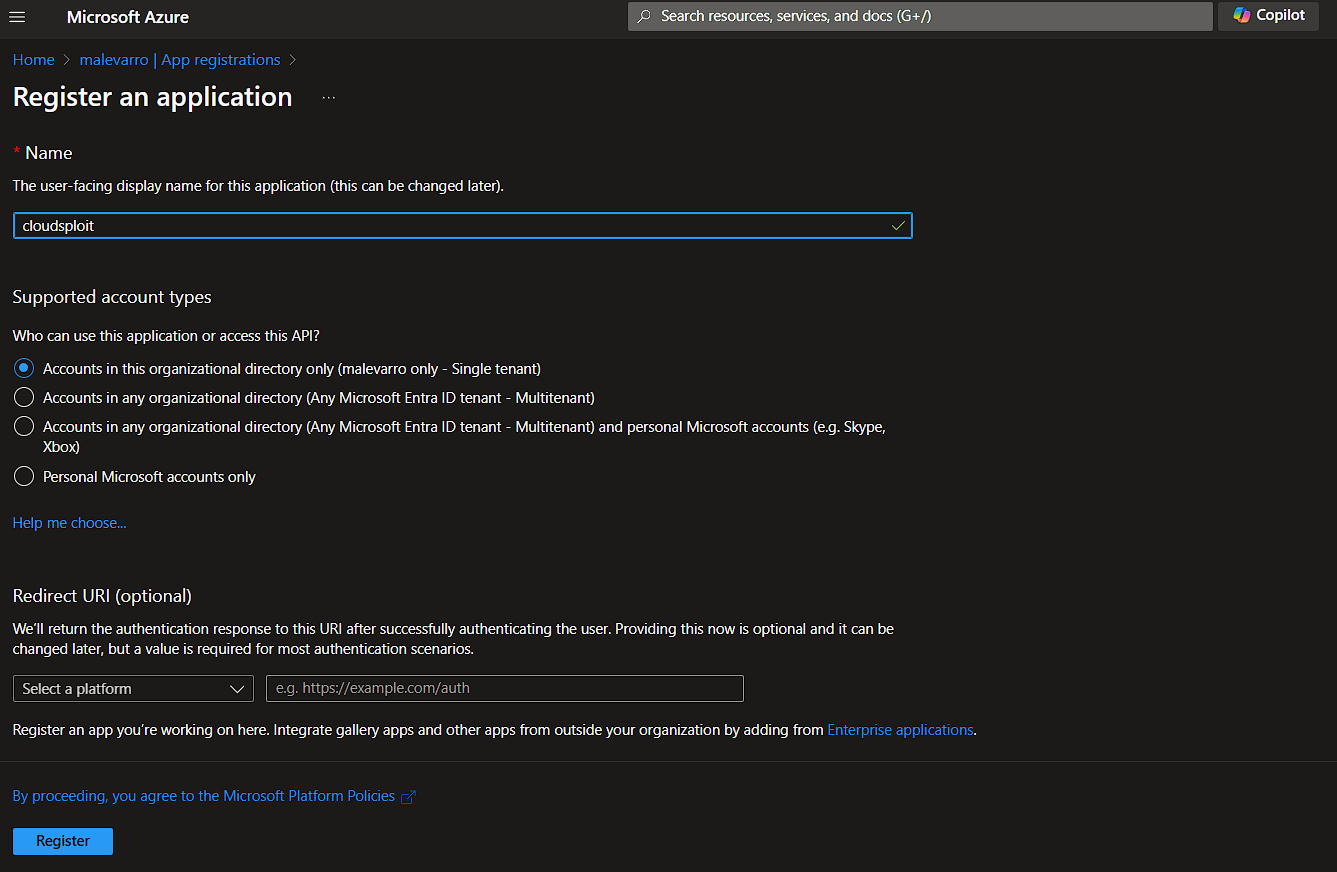 Microsoft Azure
Search resources, services, and docs (G+/)
Copilot
Home > malevarro | App registrations >
Register an application ...
* Name
The user-facing display name for this application (this can be changed later).
cloudsploit
Supported account types
Who can use this application or access this API?
Accounts in this organizational directory only (malevarro only - Single tenant)
Accounts in any organizational directory (Any Microsoft Entra ID tenant - Multitenant)
Accounts in any organizational directory (Any Microsoft Entra ID tenant - Multitenant) and personal Microsoft accounts (e.g. Skype,
Xbox)
Personal Microsoft accounts only
Help me choose...
Redirect URI (optional)
We'll return the authentication response to this URI after successfully authenticating the user. Providing this now is optional and it can be
changed later, but a value is required for most authentication scenarios.
Select a platform
e.g. https://example.com/auth
Register an app you're working on here. Integrate gallery apps and other apps from outside your organization by adding from Enterprise applications.
By proceeding, you agree to the Microsoft Platform Policies
Register